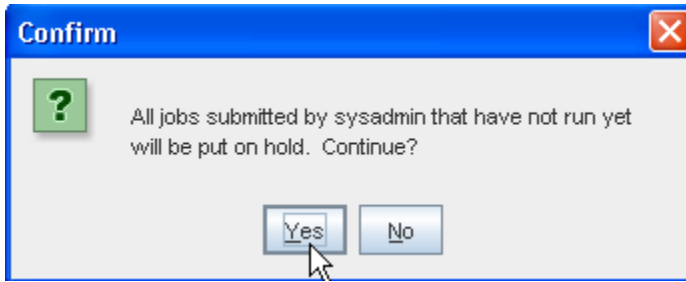 Confirm
?
All jobs submitted by sysadmin that have not run yet
will be put on hold.  Continue?
Yes No